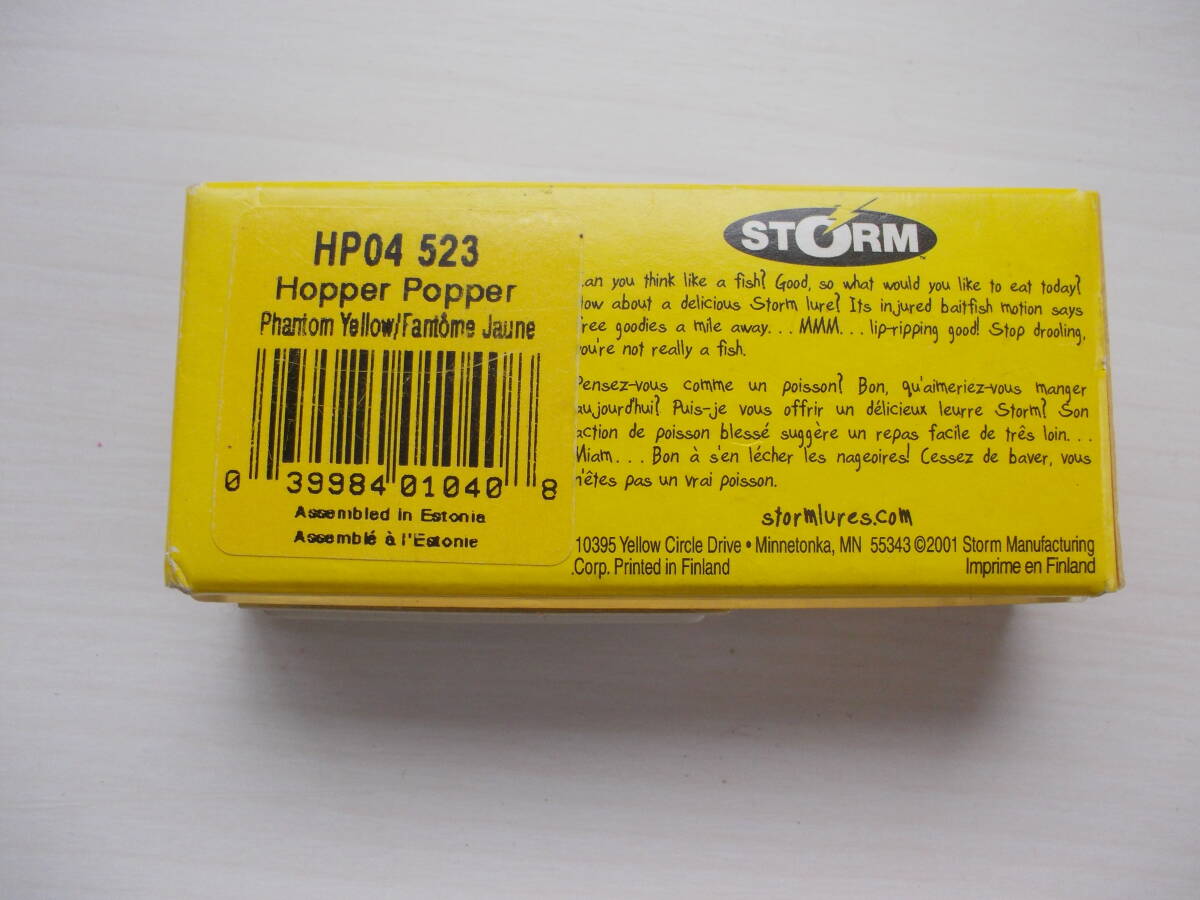 HP04 523
Hopper Popper
Phantom Yellow/Fantôme Jaune
0 39984 01040 8
Assembled in Estonia
Assemblé à l'Estonie
STORM™
an you think like a fish? Good, so what would you like to eat today?
ow about a delicious Storm lure? Its injured baitfish motion says
ree goodies a mile away...MMM...lip-ripping good! Stop drooling,
ou're not really a fish.
Pensez-vous comme un poisson? Bon, qu'aimeriez-vous manger
aujourd'hui? Puis-je vous offrir un délicieux leurre Storm? Son
action de poisson blessé suggère un repas facile de três loin...
Miam...Bon à s'en lécher les nageoires! Cessez de baver, vous
n'êtes pas un vrai poisson.
stormlures.com
10395 Yellow Circle Drive • Minnetonka, MN 55343 ©2001 Storm Manufacturing
Corp. Printed in Finland Imprime en Finland